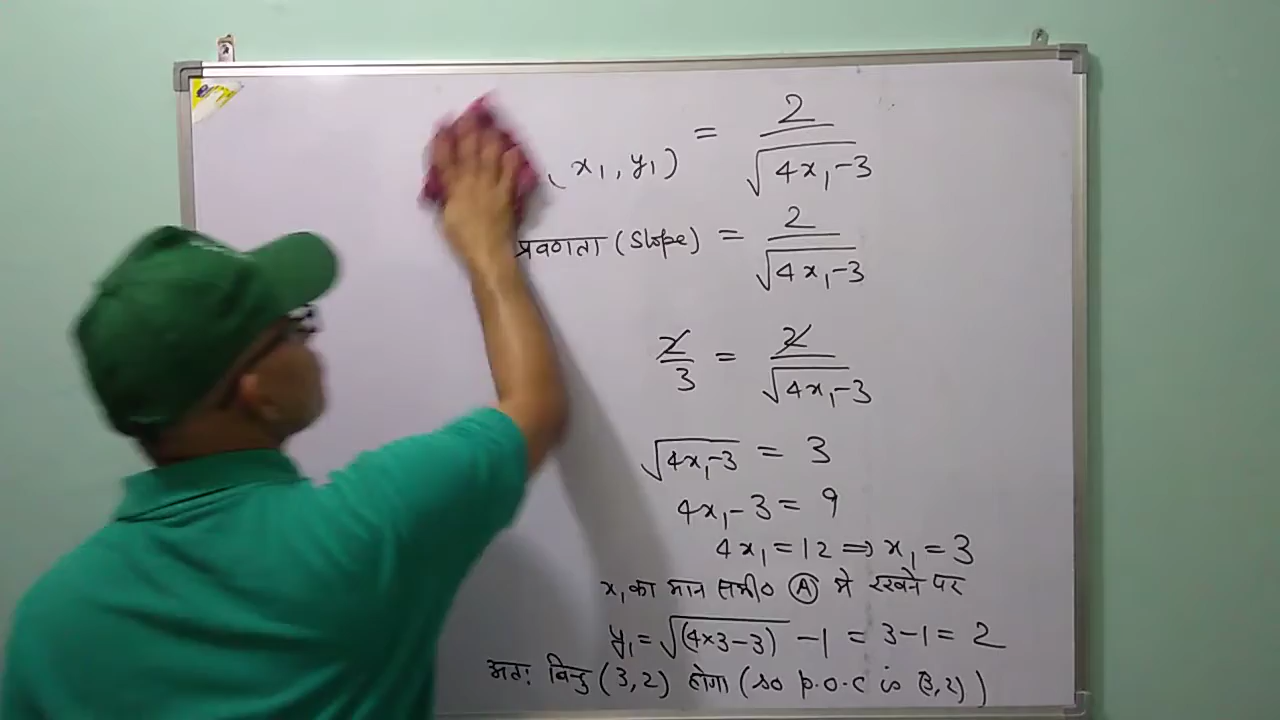 (x₁, y₁) = 2/√4x₁-3
प्रवणता (Slope) = 2/√4x₁-3
2/3 = 2/√4x₁-3
√4x₁-3 = 3
4x₁-3 = 9
4x₁ = 12 ⇒ x₁ = 3
x₁ का मान समी० Ⓐ मे रखने पर
y₁ = √(4×3-3) -1 = 3-1 = 2
अतः बिन्दु (3,2) होगा (so p.o.c is (3,2))